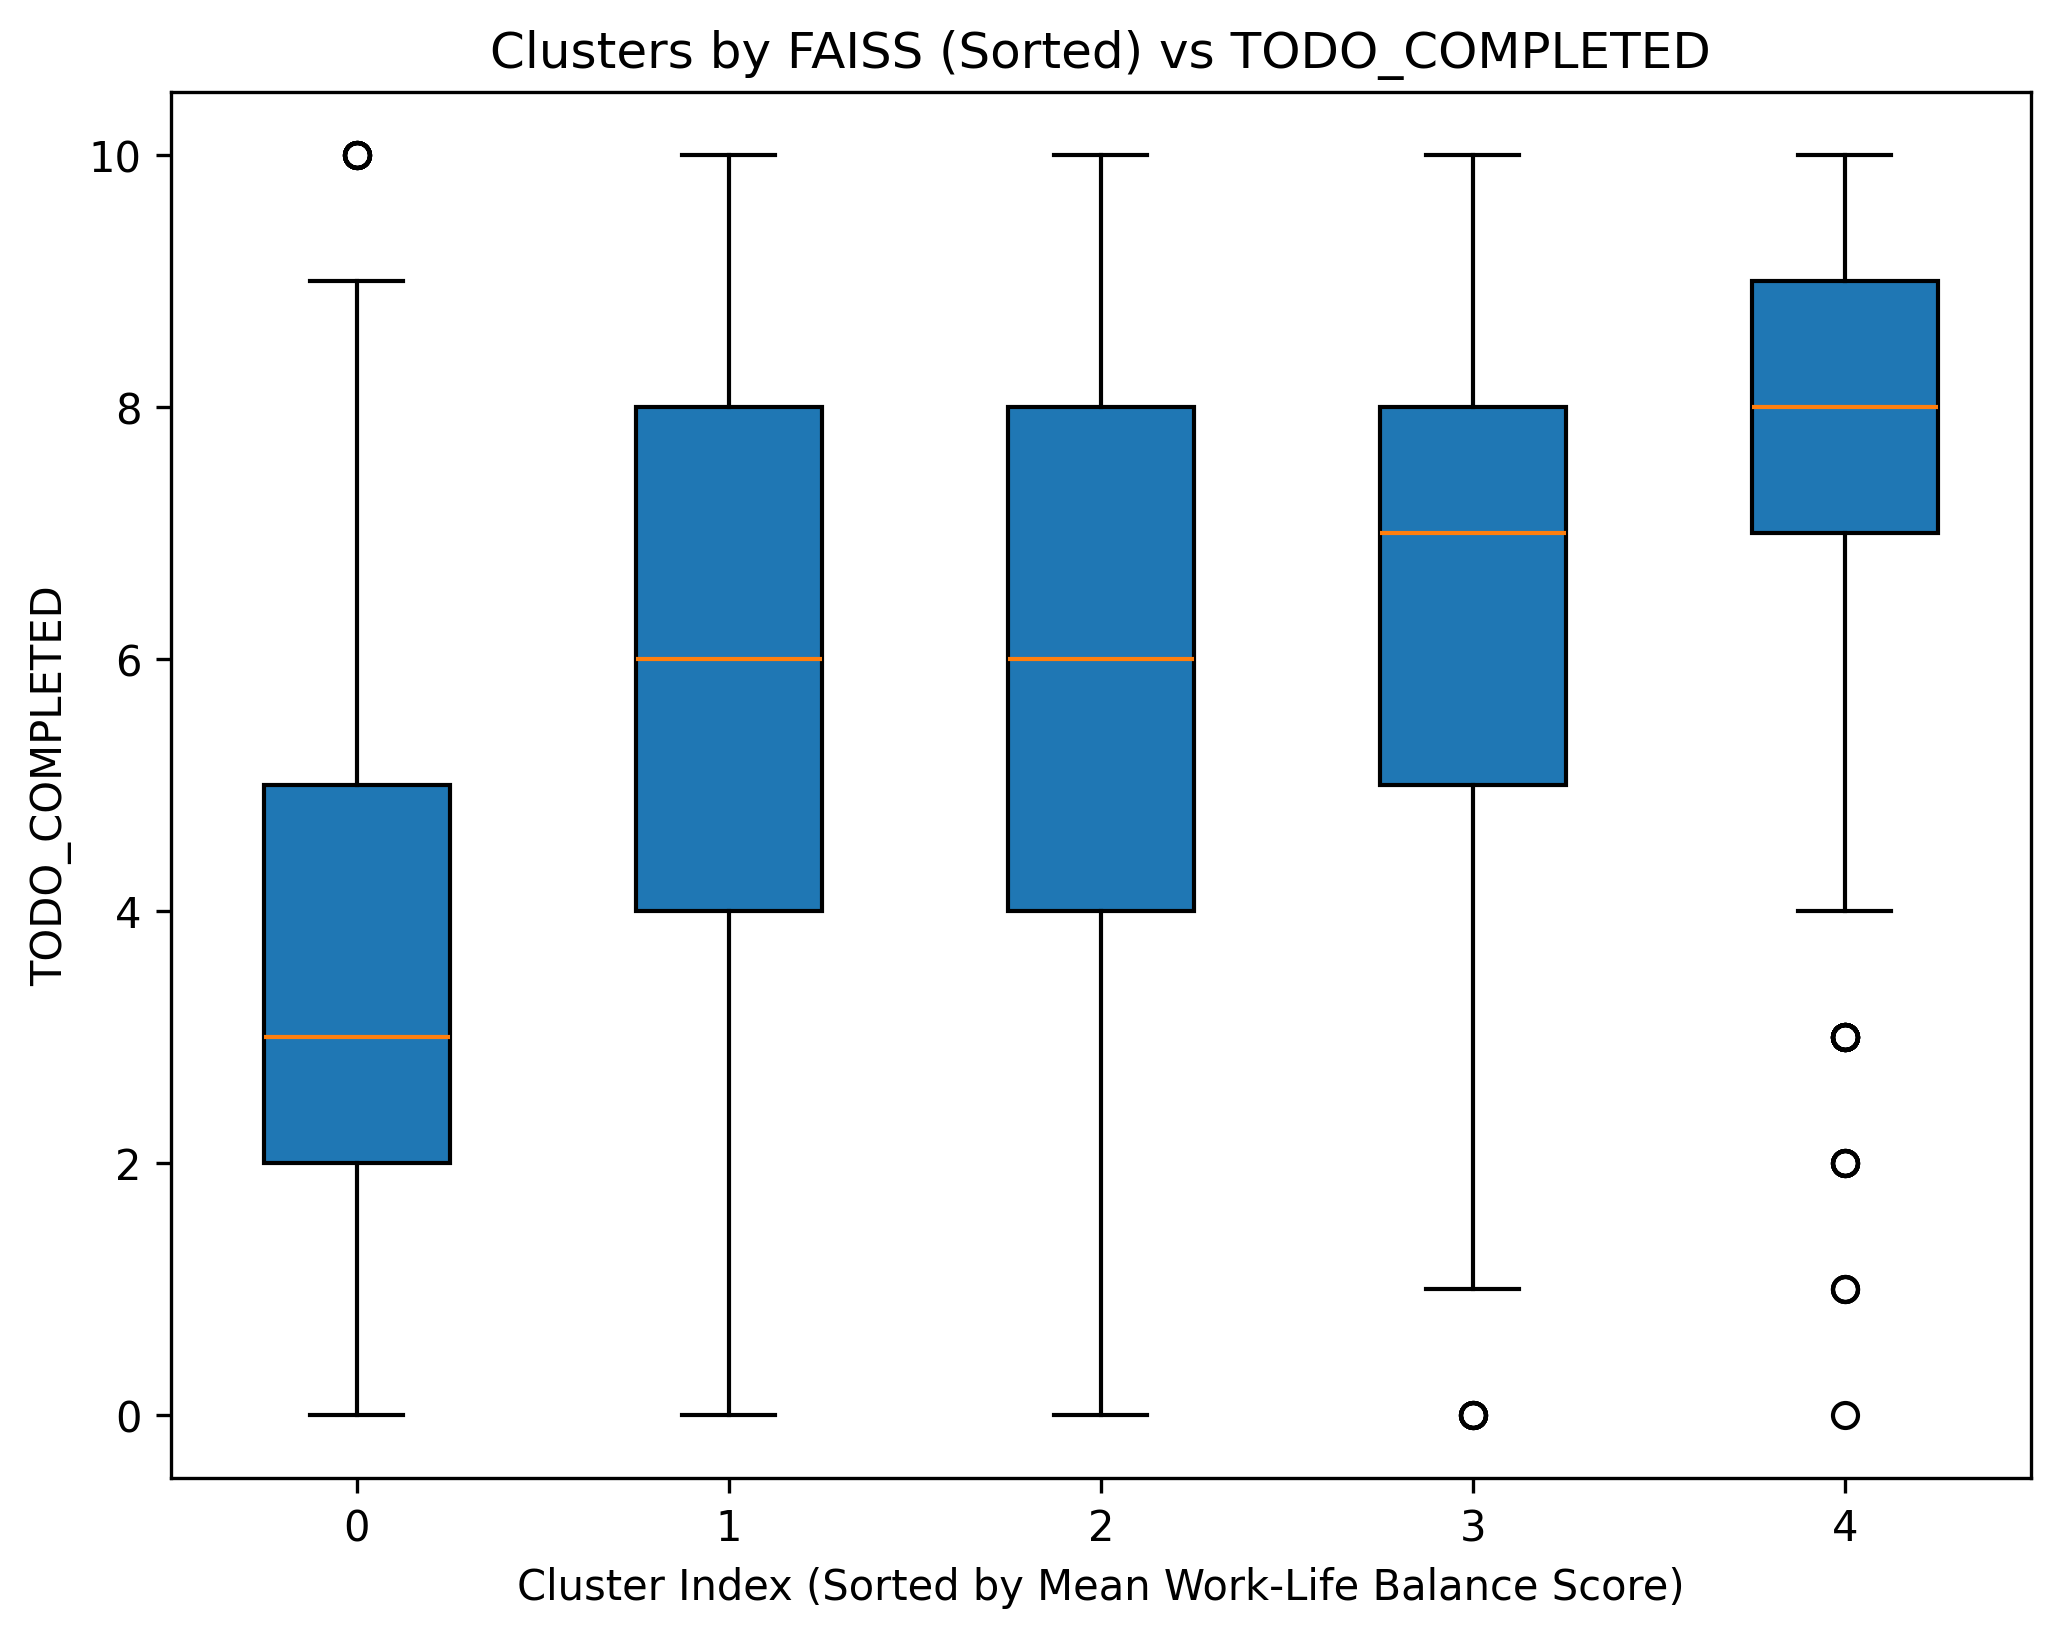 Clusters by FAISS (Sorted) vs TODO_COMPLETED
TODO_COMPLETED
10
8
6
4
2
0
0 1 2 3 4
Cluster Index (Sorted by Mean Work-Life Balance Score)